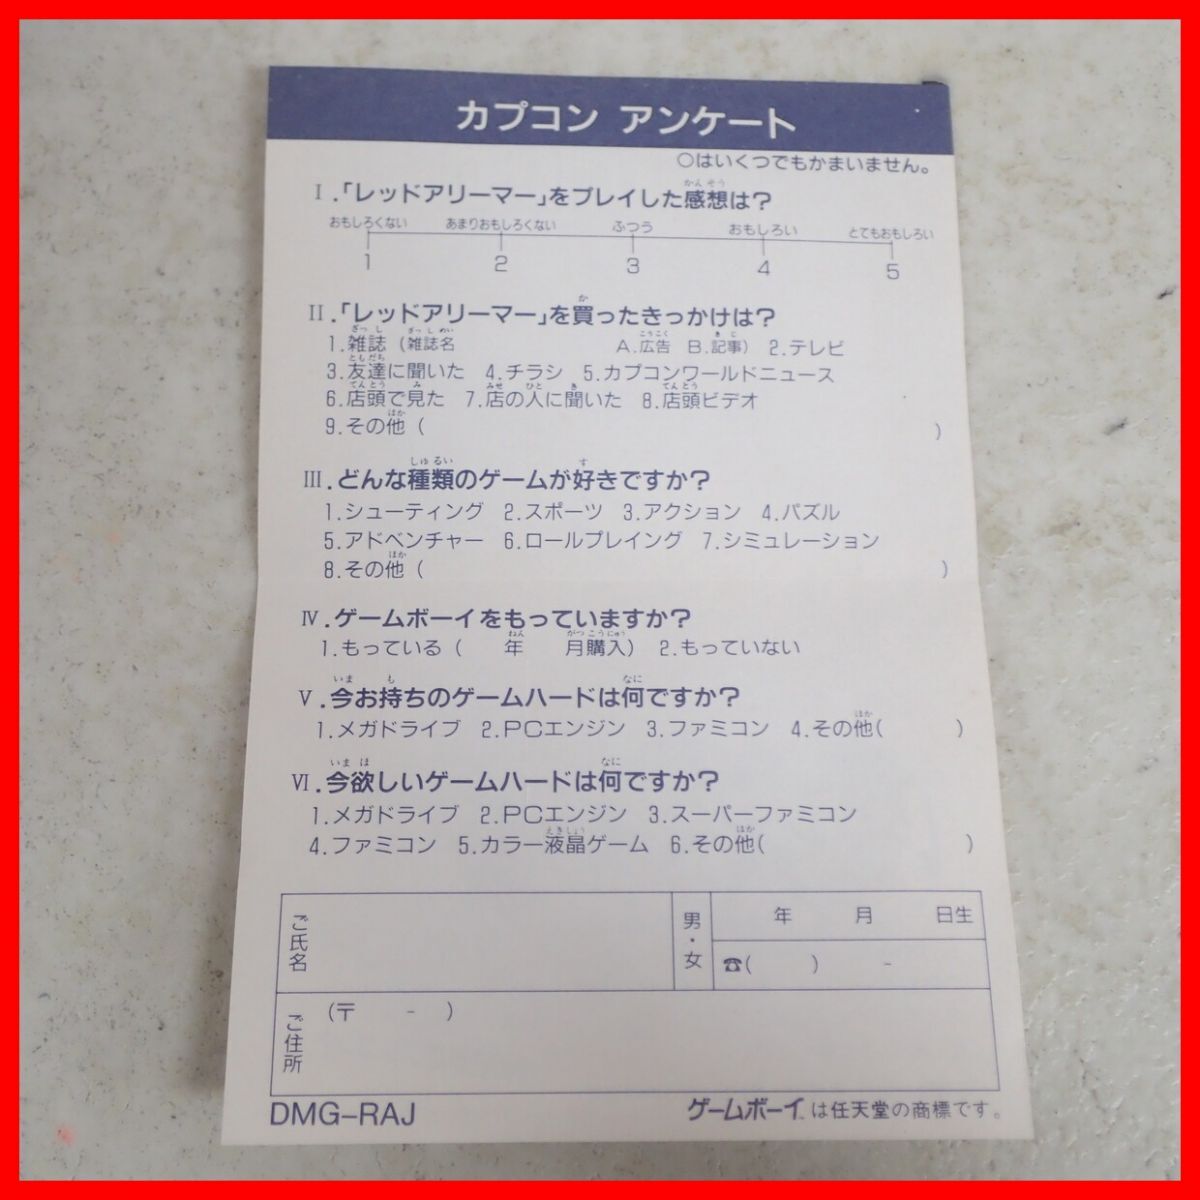 カプコン アンケート
○はいくつでもかまいません。
Ⅰ.「レッドアリーマー」をプレイした感想は?
おもしろくない あまりおもしろくない ふつう おもしろい とてもおもしろい
1 2 3 4 5
Ⅱ.「レッドアリーマー」を買ったきっかけは?
1.雑誌(雑誌名 A.広告 B.記事) 2.テレビ
3.友達に聞いた 4.チラシ 5.カプコンワールドニュース
6.店頭で見た 7.店の人に聞いた 8.店頭ビデオ
9.その他( )
Ⅲ.どんな種類のゲームが好きですか?
1.シューティング 2.スポーツ 3.アクション 4.パズル
5.アドベンチャー 6.ロールプレイング 7.シミュレーション
8.その他( )
Ⅳ.ゲームボーイをもっていますか?
1.もっている( 年 月購入) 2.もっていない
Ⅴ.今お持ちのゲームハードは何ですか?
1.メガドライブ 2.PCエンジン 3.ファミコン 4.その他( )
Ⅵ.今欲しいゲームハードは何ですか?
1.メガドライブ 2.PCエンジン 3.スーパーファミコン
4.ファミコン 5.カラー液晶ゲーム 6.その他( )
ご氏名
男・女
年 月 日生
☎( ) -
ご住所
(〒 - )
DMG-RAJ
ゲームボーイ™は任天堂の商標です。